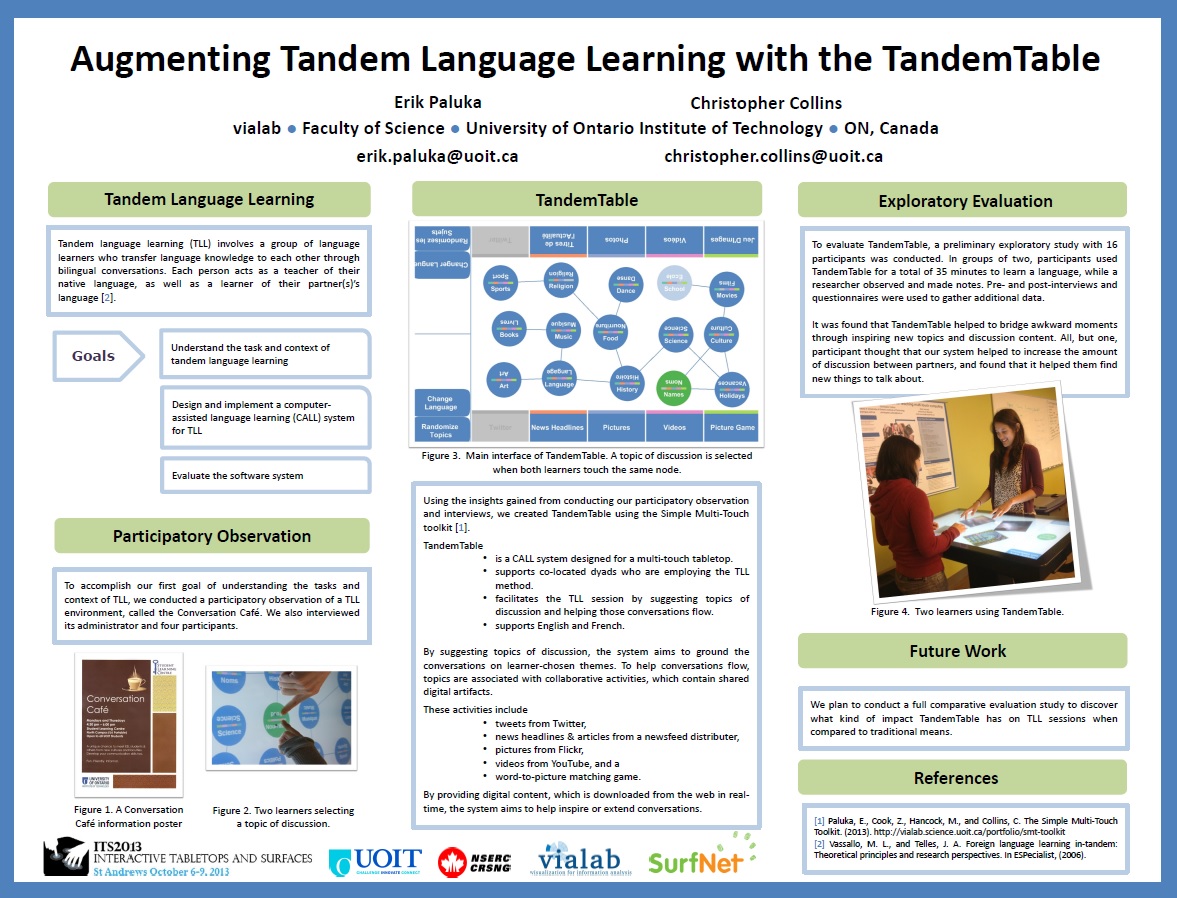 Augmenting Tandem Language Learning with the TandemTable
Erik Paluka
Christopher Collins
vialab ● Faculty of Science ● University of Ontario Institute of Technology ● ON, Canada
erik.paluka@uoit.ca
christopher.collins@uoit.ca
Tandem Language Learning
Tandem language learning (TLL) involves a group of language
learners who transfer language knowledge to each other through
bilingual conversations. Each person acts as a teacher of their
native language, as well as a learner of their partner(s)'s
language [2].
Goals
Understand the task and context of
tandem language learning
Design and implement a computer-
assisted language learning (CALL) system
for TLL
Evaluate the software system
Participatory Observation
To accomplish our first goal of understanding the tasks and
context of TLL, we conducted a participatory observation of a TLL
environment, called the Conversation Café. We also interviewed
its administrator and four participants.
STUDENT
LEARNING
CENTRE
Conversation
Café
UNIVERSITY
OF ONTARIO
Noms
Science
Figure 1. A Conversation
Café information poster
Figure 2. Two learners selecting
a topic of discussion.
TandemTable
Randomisez les
Sujets
Twitter
Titres de
l'Actualité
Photos
Vidéos
Jeu D'Images
Changer Langue
Sport
Sports
Religion
Religion
Danse
Dance
École
School
Films
Movies
Livres
Books
Musique
Music
Nourriture
Food
Science
Science
Culture
Culture
Art
Art
Langage
Language
Histoire
History
Noms
Names
Vacances
Holidays
Change
Language
Randomize
Topics
Twitter
News Headlines
Pictures
Videos
Picture Game
Figure 3. Main interface of TandemTable. A topic of discussion is selected
when both learners touch the same node.
Using the insights gained from conducting our participatory observation
and interviews, we created TandemTable using the Simple Multi-Touch
toolkit [1].
TandemTable
• is a CALL system designed for a multi-touch tabletop.
• supports co-located dyads who are employing the TLL
method.
• facilitates the TLL session by suggesting topics of
discussion and helping those conversations flow.
• supports English and French.
By suggesting topics of discussion, the system aims to ground the
conversations on learner-chosen themes. To help conversations flow,
topics are associated with collaborative activities, which contain shared
digital artifacts.
These activities include
• tweets from Twitter,
• news headlines & articles from a newsfeed distributer,
• pictures from Flickr,
• videos from YouTube, and a
• word-to-picture matching game.
By providing digital content, which is downloaded from the web in real-
time, the system aims to help inspire or extend conversations.
Exploratory Evaluation
To evaluate TandemTable, a preliminary exploratory study with 16
participants was conducted. In groups of two, participants used
TandemTable for a total of 35 minutes to learn a language, while a
researcher observed and made notes. Pre- and post-interviews and
questionnaires were used to gather additional data.
It was found that TandemTable helped to bridge awkward moments
through inspiring new topics and discussion content. All, but one,
participant thought that our system helped to increase the amount
of discussion between partners, and found that it helped them find
new things to talk about.
Figure 4. Two learners using TandemTable.
Future Work
We plan to conduct a full comparative evaluation study to discover
what kind of impact TandemTable has on TLL sessions when
compared to traditional means.
References
[1] Paluka, E., Cook, Z., Hancock, M., and Collins, C. The Simple Multi-Touch
Toolkit. (2013). http://vialab.science.uoit.ca/portfolio/smt-toolkit
[2] Vassallo, M. L., and Telles, J. A. Foreign language learning in-tandem:
Theoretical principles and research perspectives. In ESPecialist, (2006).
ITS2013
INTERACTIVE TABLETOPS AND SURFACES
St Andrews October 6-9, 2013
UOIT
CHALLENGE INNOVATE CONNECT
NSERC
CRSNG
vialab
visualization for information analysis
SurfNet